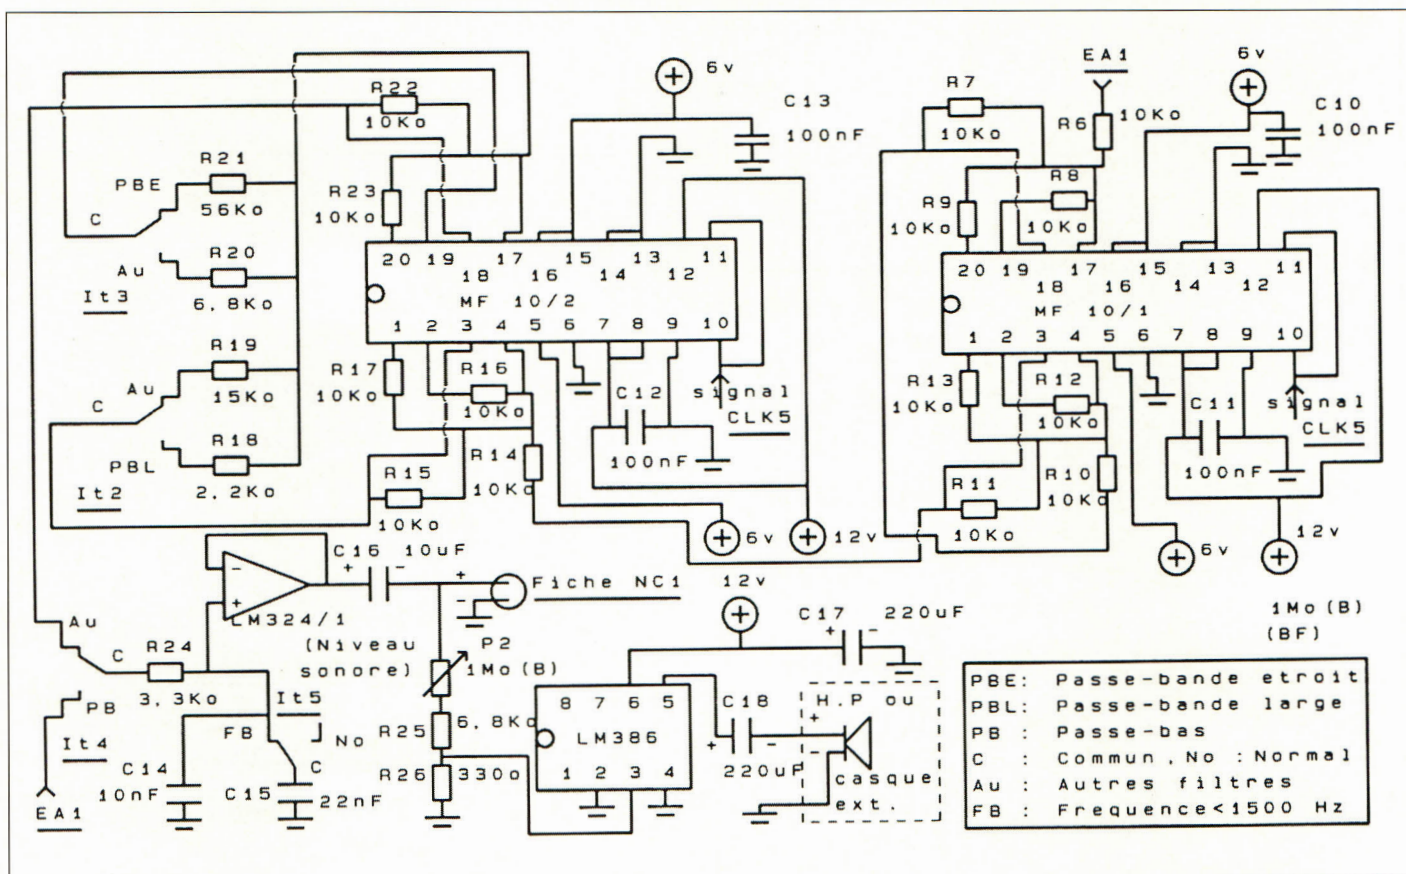 6v
C13
100nF
R22
10Ko
R21
PBE
56Ko
C
R23
10Ko
Au
R20
It3
6.8Ko
R19
Au
15Ko
C
R18
PBL
It2
2.2Ko
20 19 18 17 16 15 14 13 12 11
MF 10/2
1 2 3 4 5 6 7 8 9 10
R17
10Ko
R16
10Ko
C12
100nF
signal
CLK5
R14
10Ko
R15
10Ko
6v
12v
EA1
R7
10Ko
R6
10Ko
6v
C10
100nF
R8
10Ko
R9
10Ko
20 19 18 17 16 15 14 13 12 11
MF 10/1
1 2 3 4 5 6 7 8 9 10
R13
10Ko
R12
10Ko
C11
100nF
signal
CLK5
R10
10Ko
R11
10Ko
6v
12v
C16 10uF
+ -
-
+
LM324/1
+
-
Fiche NC1
(Niveau
sonore)
P2
1Mo(B)
Au
C
R24
3.3Ko
PB
It4
It5
FB
No
C
C14
10nF
C15
22nF
EA1
R25
6.8Ko
R26
330o
12v
C17 220uF
+ -
8 7 6 5
LM386
1 2 3 4
C18
+ -
220uF
H.P ou
+
-
casque
ext.
1Mo(B)
(BF)
PBE: Passe-bande etroit
PBL: Passe-bande large
PB : Passe-bas
C : Commun, No :Normal
Au : Autres filtres
FB : Frequence<1500 Hz